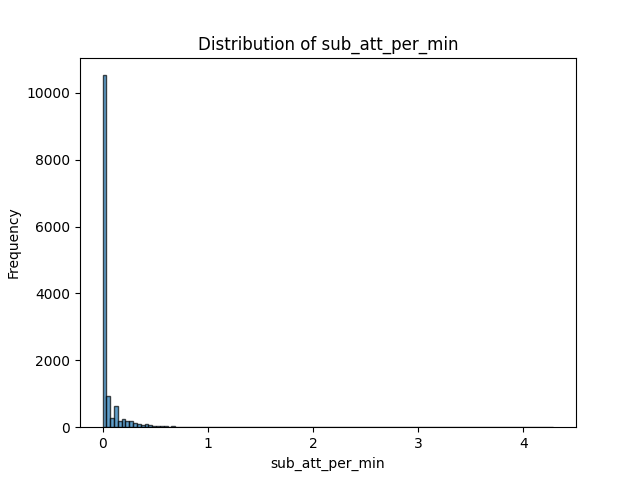 Distribution of sub_att_per_min
Frequency
10000
8000
6000
4000
2000
0
0 1 2 3 4
sub_att_per_min